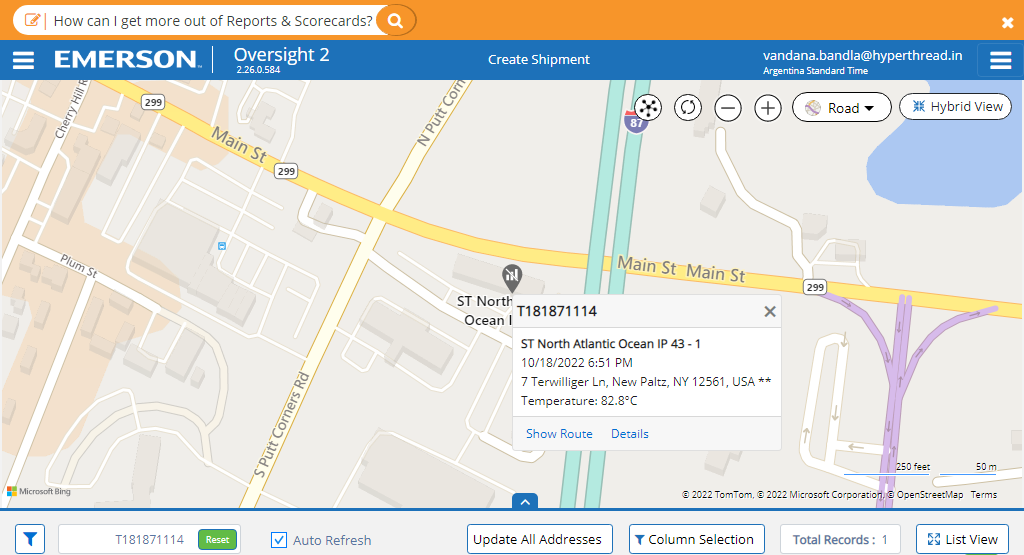 How can I get more out of Reports & Scorecards?
EMERSON™
Oversight 2
2.26.0.584
Create Shipment
vandana.bandla@hyperthread.in
Argentina Standard Time
299
Cherry Hill R
Main St
N Putt Corn
87
Road
Hybrid View
299
Plum St
Main St Main St
299
ST North
Ocean I
T181871114
ST North Atlantic Ocean IP 43 - 1
10/18/2022 6:51 PM
7 Terwilliger Ln, New Paltz, NY 12561, USA **
Temperature: 82.8°C
Show Route Details
S Putt Corners Rd
250 feet 50 m
Microsoft Bing
© 2022 TomTom, © 2022 Microsoft Corporation, © OpenStreetMap Terms
T181871114
Reset
Auto Refresh
Update All Addresses
Column Selection
Total Records : 1
List View